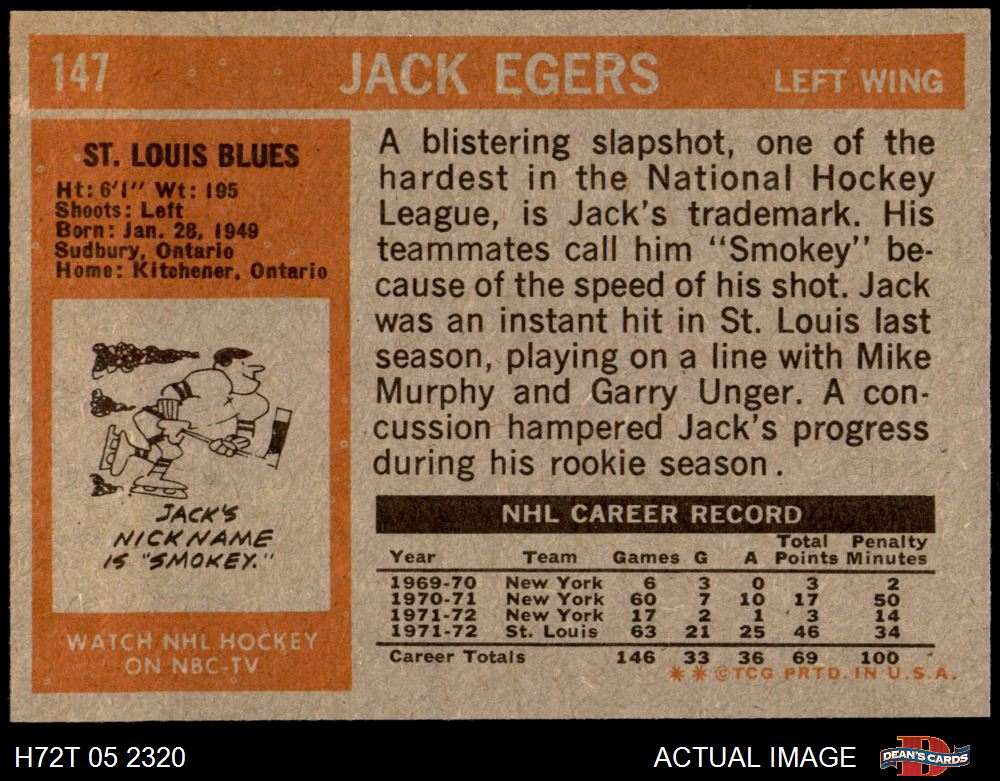 147 JACK EGERS LEFT WING
ST. LOUIS BLUES
Ht: 6'1" Wt: 195
Shoots: Left
Born: Jan. 28, 1949
Sudbury, Ontario
Home: Kitchener, Ontario
JACK'S
NICKNAME
IS "SMOKEY."
WATCH NHL HOCKEY
ON NBC-TV
A blistering slapshot, one of the
hardest in the National Hockey
League, is Jack's trademark. His
teammates call him "Smokey" be-
cause of the speed of his shot. Jack
was an instant hit in St. Louis last
season, playing on a line with Mike
Murphy and Garry Unger. A con-
cussion hampered Jack's progress
during his rookie season.
NHL CAREER RECORD
Total Penalty
Year Team Games G A Points Minutes
1969-70 New York 6 3 0 3 2
1970-71 New York 60 7 10 17 50
1971-72 New York 17 2 1 3 14
1971-72 St. Louis 63 21 25 46 34
Career Totals 146 33 36 69 100
** ©TCG PRTD. IN U.S.A.
H72T 05 2320 ACTUAL IMAGE DEAN'S CARDS